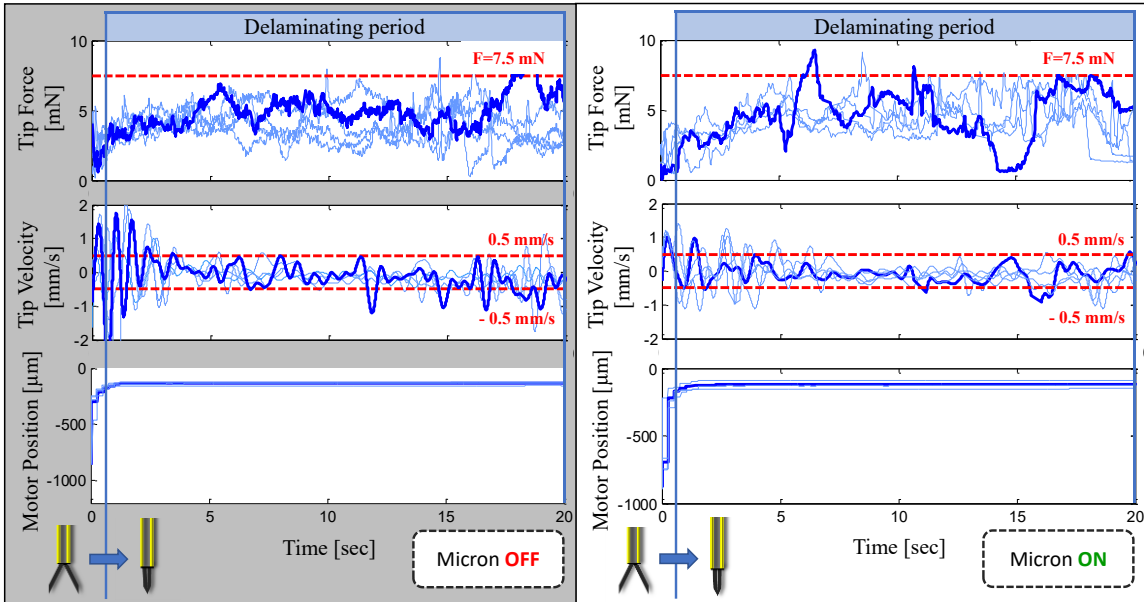 Delaminating period
Tip Force
[mN]
10
5
0
F=7.5 mN
Tip Velocity
[mm/s]
2
1
0
-1
-2
0.5 mm/s
- 0.5 mm/s
Motor Position [µm]
0
-500
-1000
0
5
10
15
20
Time [sec]
Micron OFF
Delaminating period
Tip Force
[mN]
10
5
0
F=7.5 mN
Tip Velocity
[mm/s]
2
1
0
-1
-2
0.5 mm/s
- 0.5 mm/s
Motor Position [µm]
0
-500
-1000
0
5
10
15
20
Time [sec]
Micron ON